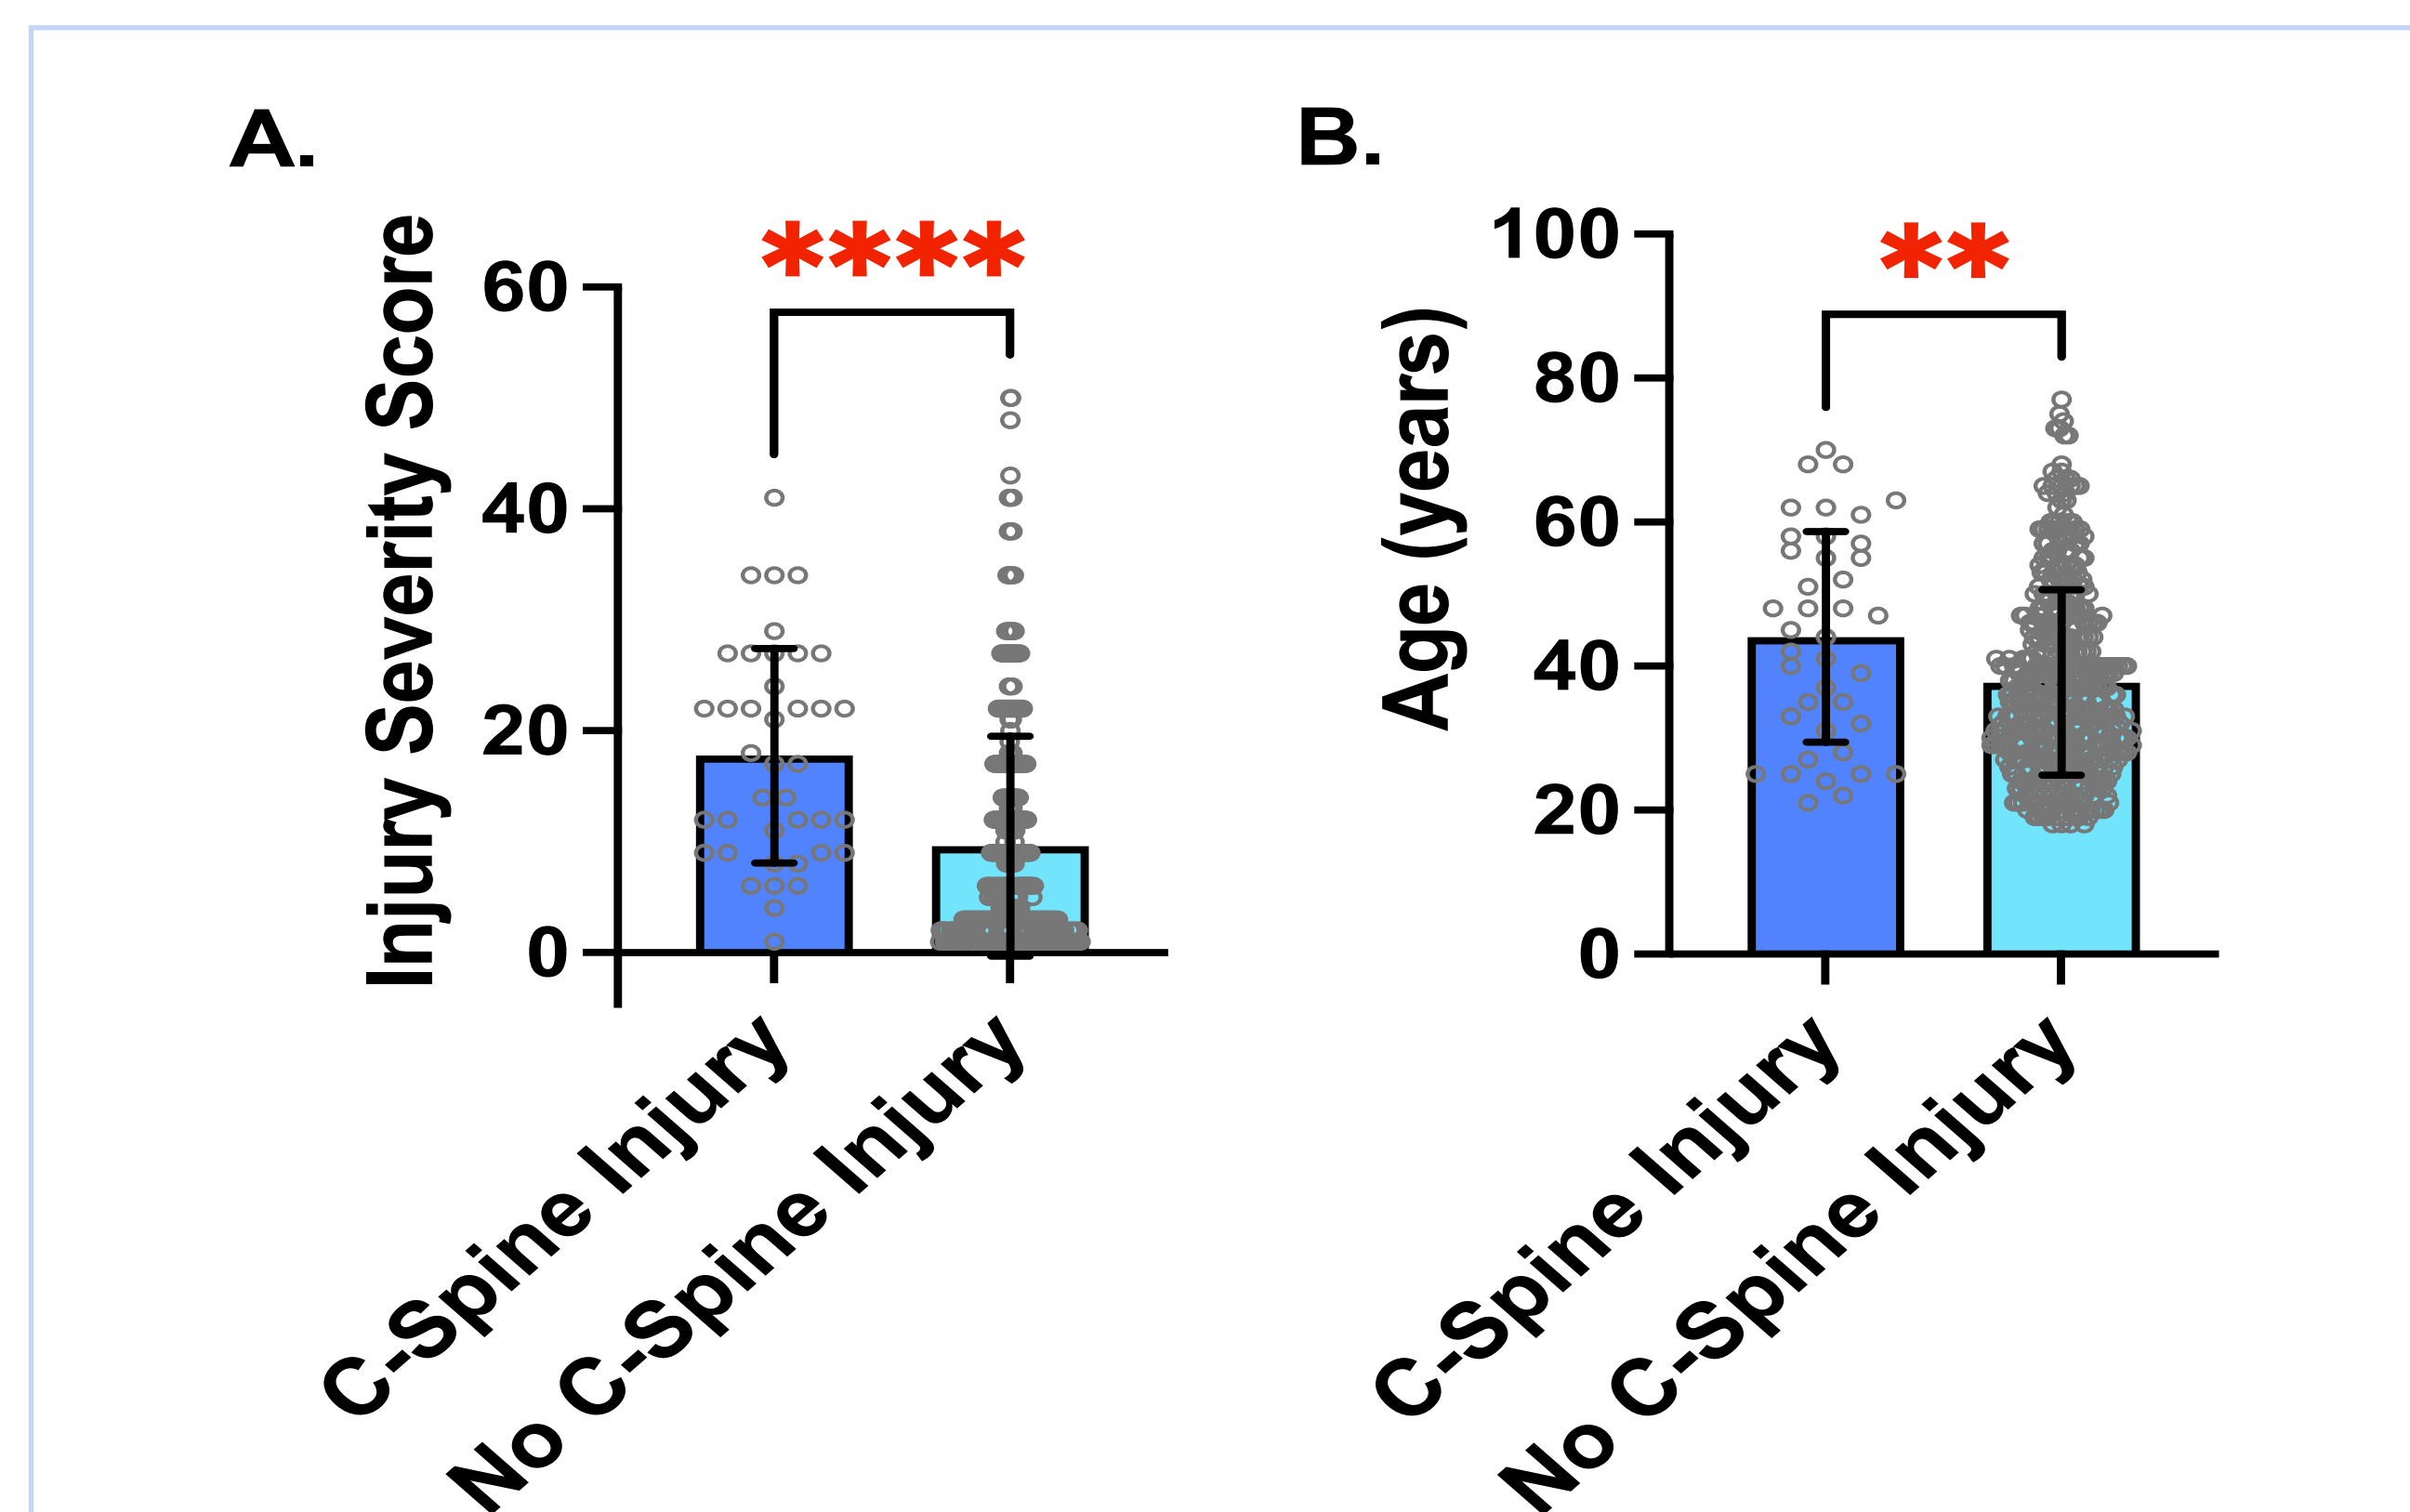 A.
****
Injury Severity Score
60
40
20
0
C-Spine Injury
No C-Spine Injury
B.
**
Age (years)
100
80
60
40
20
0
C-Spine Injury
No C-Spine Injury